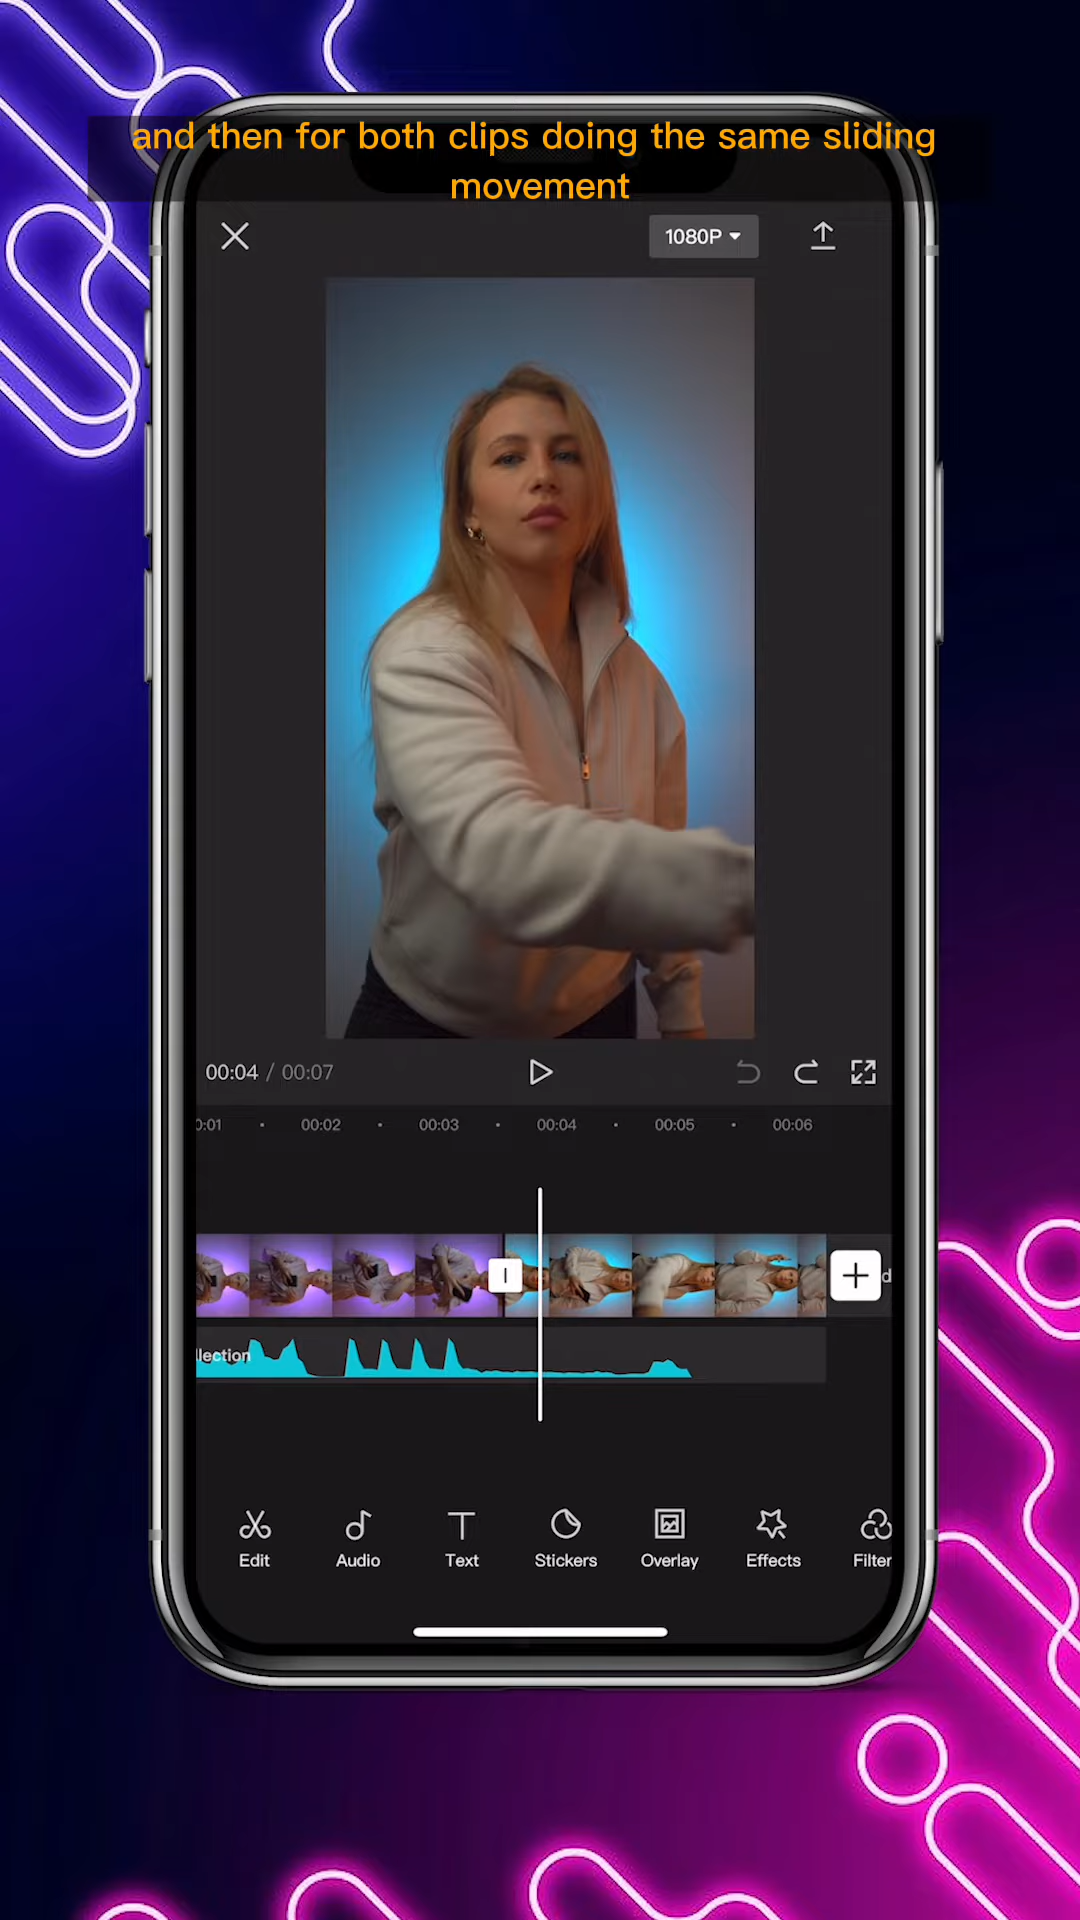 and then for both clips doing the same sliding
movement
1080P
00:04 / 00:07
0:01 00:02 00:03 00:04 00:05 00:06
d
llection
Edit Audio Text Stickers Overlay Effects Filter